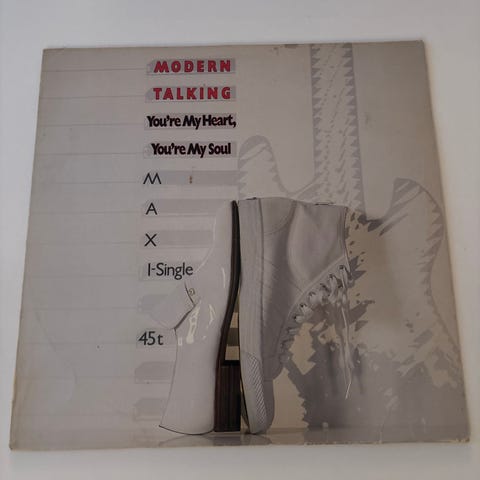 MODERN
TALKING
You're My Heart,
You're My Soul
M
A
X
I-Single
45t